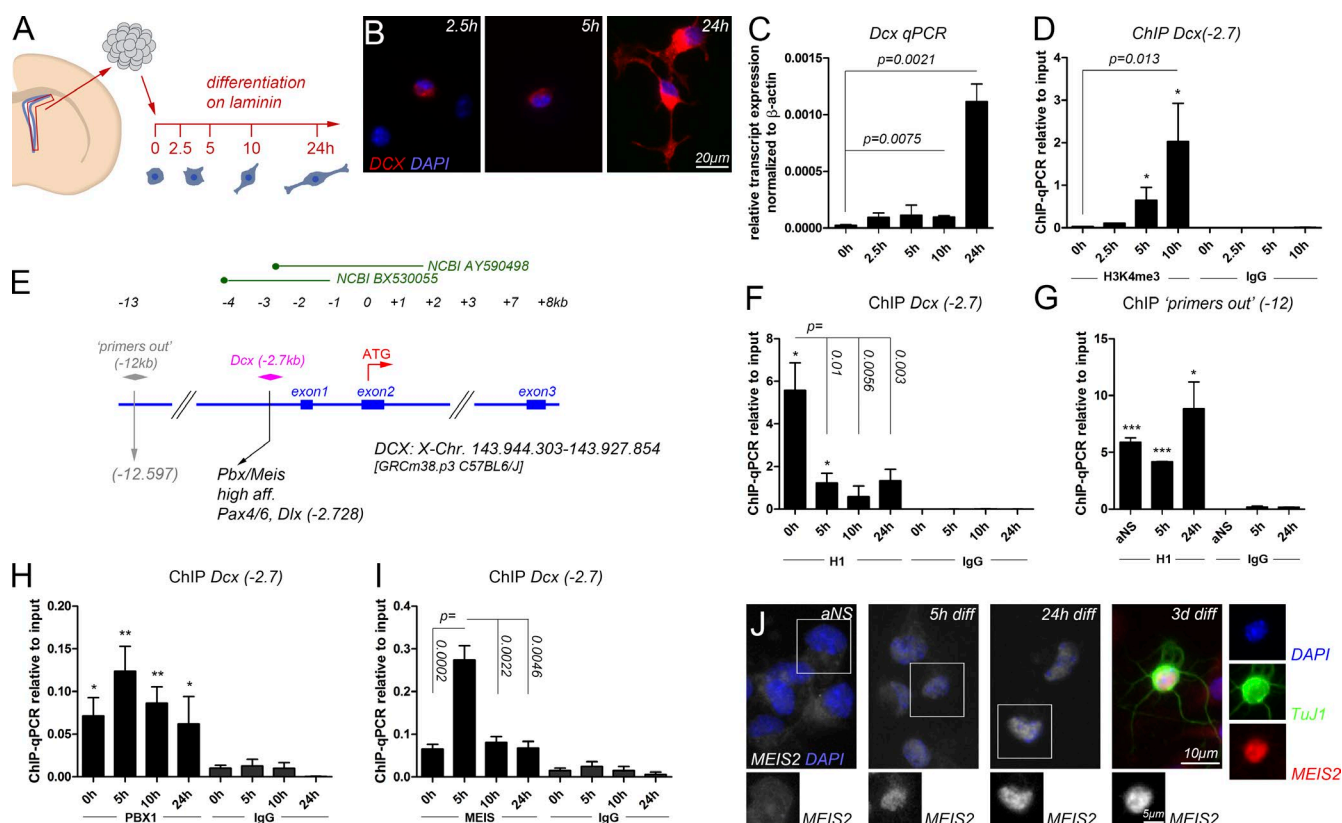 A
differentiation
on laminin
0 2.5 5 10 24h
B
2.5h
5h
24h
DCX DAPI
20µm
C
Dcx qPCR
relative transcript expression
normalized to β-actin
0.0015
0.0010
0.0005
0.0000
p=0.0021
p=0.0075
0h 2.5h 5h 10h 24h
D
ChIP Dcx(-2.7)
ChIP-qPCR relative to input
4
3
2
1
0
p=0.013
*
*
0h 2.5h 5h 10h 0h 2.5h 5h 10h
H3K4me3 IgG
E
NCBI AY590498
NCBI BX530055
-13 -4 -3 -2 -1 0 +1 +2 +3 +7 +8kb
'primers out'
(-12kb)
Dcx (-2.7kb)
ATG
exon1 exon2 exon3
(-12.597)
Pbx/Meis
high aff.
Pax4/6, Dlx (-2.728)
DCX: X-Chr. 143.944.303-143.927.854
[GRCm38.p3 C57BL6/J]
F
ChIP Dcx (-2.7)
ChIP-qPCR relative to input
8
6
4
2
0
p=
0.01
0.0056
0.003
*
*
0h 5h 10h 24h 0h 5h 10h 24h
H1 IgG
G
ChIP 'primers out' (-12)
ChIP-qPCR relative to input
15
10
5
0
***
***
*
aNS 5h 24h aNS 5h 24h
H1 IgG
H
ChIP Dcx (-2.7)
ChIP-qPCR relative to input
0.20
0.15
0.10
0.05
0.00
*
**
**
*
0h 5h 10h 24h 0h 5h 10h 24h
PBX1 IgG
I
ChIP Dcx (-2.7)
ChIP-qPCR relative to input
0.4
0.3
0.2
0.1
0.0
p=
0.0002
0.0022
0.0046
0h 5h 10h 24h 0h 5h 10h 24h
MEIS IgG
J
aNS
5h diff
24h diff
3d diff
MEIS2 DAPI
10µm
DAPI
TuJ1
MEIS2
MEIS2
MEIS2
MEIS2
5µm
MEIS2